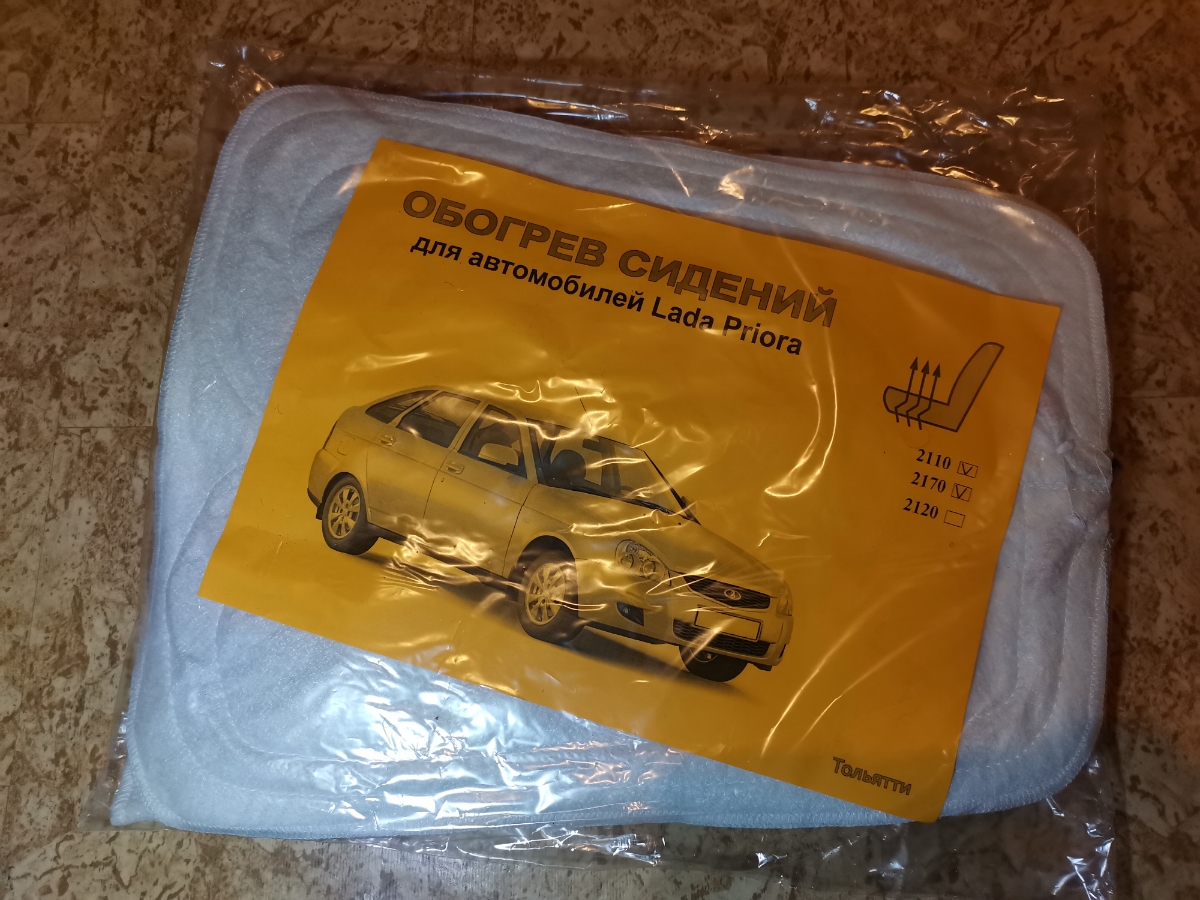 ОБОГРЕВ СИДЕНИЙ
для автомобилей Lada Priora
2110
2170
2120
Тольятти